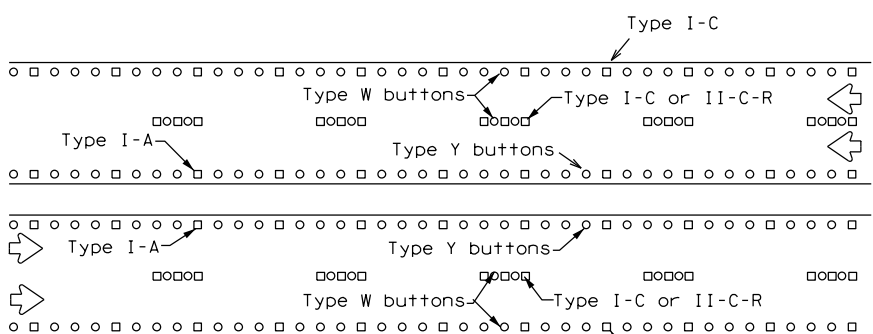 Type I-C
Type W buttons
Type I-C or II-C-R
Type I-A
Type Y buttons
Type I-A
Type Y buttons
Type W buttons
Type I-C or II-C-R